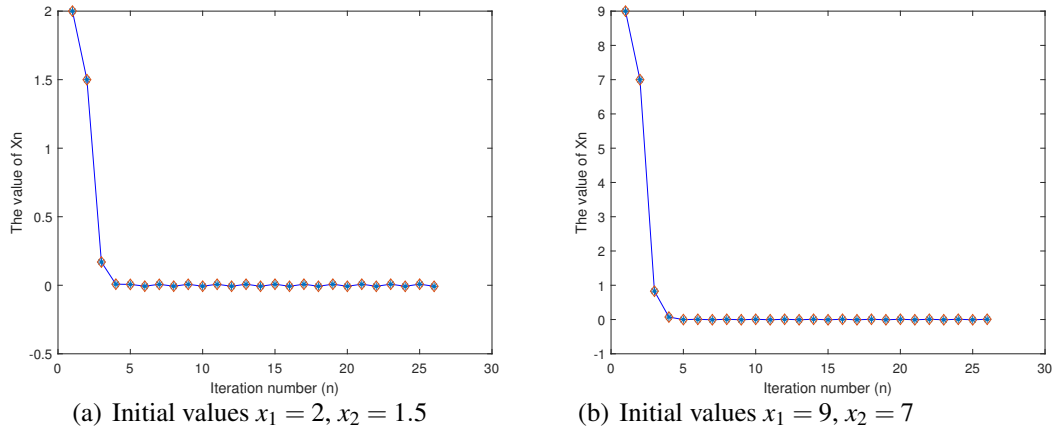 2
1.5
1
0.5
0
-0.5
The value of Xn
0 5 10 15 20 25 30
Iteration number (n)
(a) Initial values x₁ = 2, x₂ = 1.5
9
8
7
6
5
4
3
2
1
0
-1
The value of Xn
0 5 10 15 20 25 30
Iteration number (n)
(b) Initial values x₁ = 9, x₂ = 7